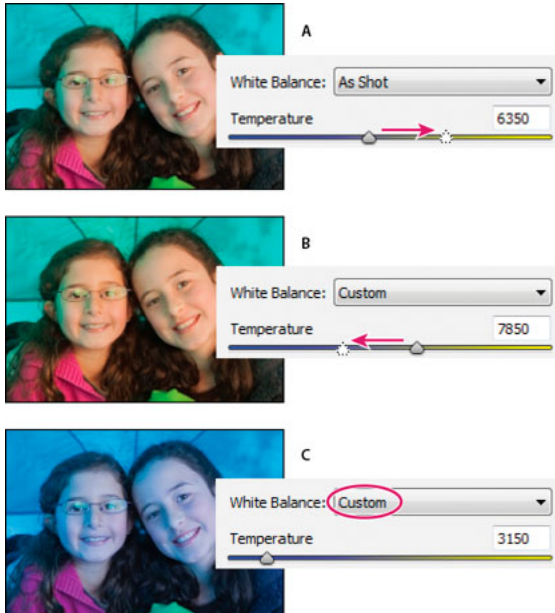 A
White Balance: As Shot
Temperature 6350
B
White Balance: Custom
Temperature 7850
C
White Balance: Custom
Temperature 3150